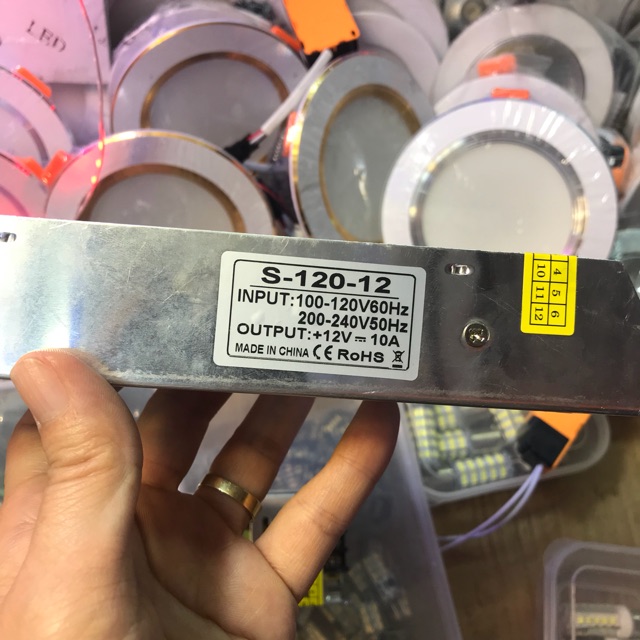 LED
S-120-12
INPUT:100-120V60Hz
200-240V50Hz
OUTPUT:+12V⎓10A
MADE IN CHINA CE RoHS
4 5 6
10 11 12